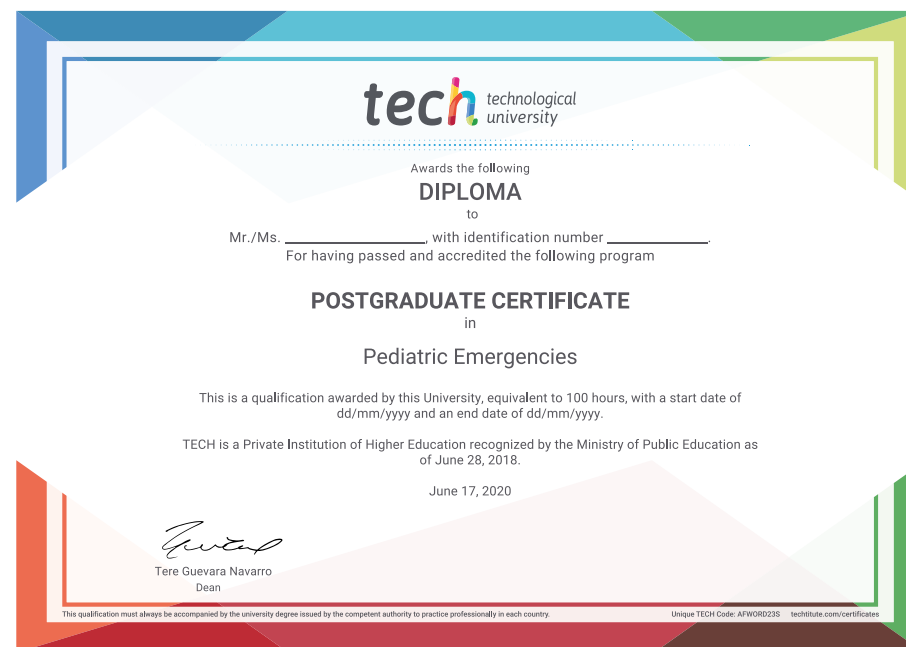 tech technological
university
Awards the following
DIPLOMA
to
Mr./Ms. ____________________, with identification number ______________.
For having passed and accredited the following program
POSTGRADUATE CERTIFICATE
in
Pediatric Emergencies
This is a qualification awarded by this University, equivalent to 100 hours, with a start date of
dd/mm/yyyy and an end date of dd/mm/yyyy.
TECH is a Private Institution of Higher Education recognized by the Ministry of Public Education as
of June 28, 2018.
June 17, 2020
Tere Guevara Navarro
Dean
This qualification must always be accompanied by the university degree issued by the competent authority to practice professionally in each country. Unique TECH Code: AFWORD23S techtitute.com/certificates